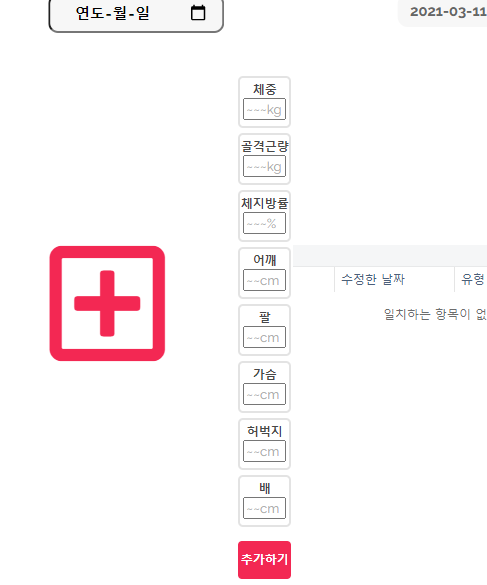 연도-월-일
2021-03-11
체중
~~~kg
골격근량
~~~kg
체지방률
~~~%
어깨
~~cm
수정한 날짜
유형
팔
~~cm
일치하는 항목이 없
가슴
~~cm
허벅지
~~cm
배
~~cm
추가하기